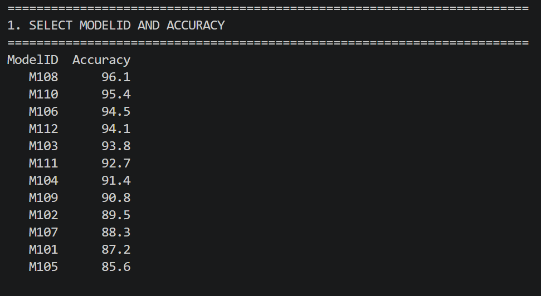 ========================================================================
1. SELECT MODELID AND ACCURACY
========================================================================
ModelID  Accuracy
   M108      96.1
   M110      95.4
   M106      94.5
   M112      94.1
   M103      93.8
   M111      92.7
   M104      91.4
   M109      90.8
   M102      89.5
   M107      88.3
   M101      87.2
   M105      85.6